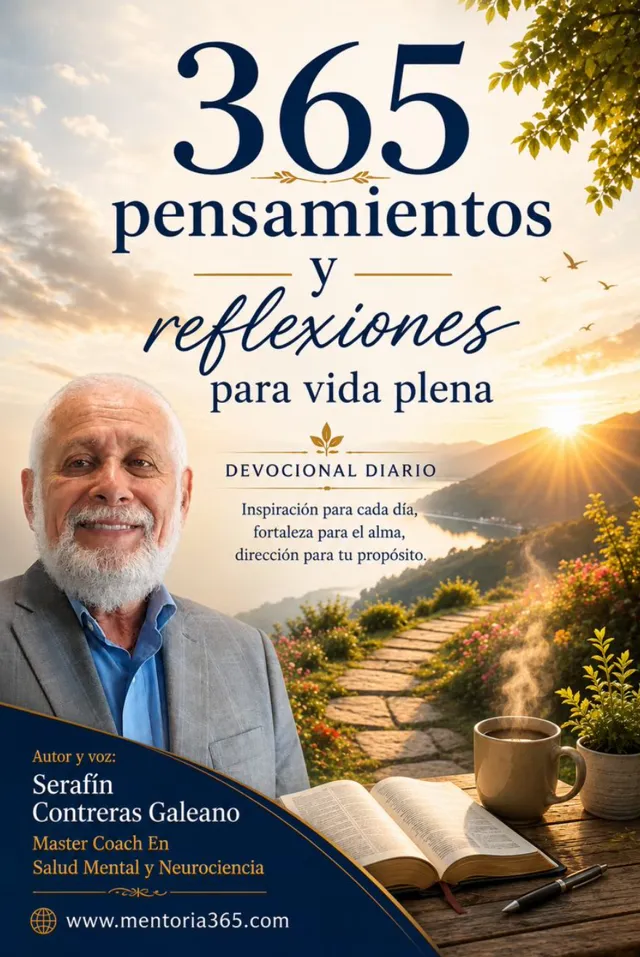 365
pensamientos
y
reflexiones
para vida plena
DEVOCIONAL DIARIO
Inspiración para cada día,
fortaleza para el alma,
dirección para tu propósito.
Autor y voz:
Serafín
Contreras Galeano
Master Coach En
Salud Mental y Neurociencia
www.mentoria365.com